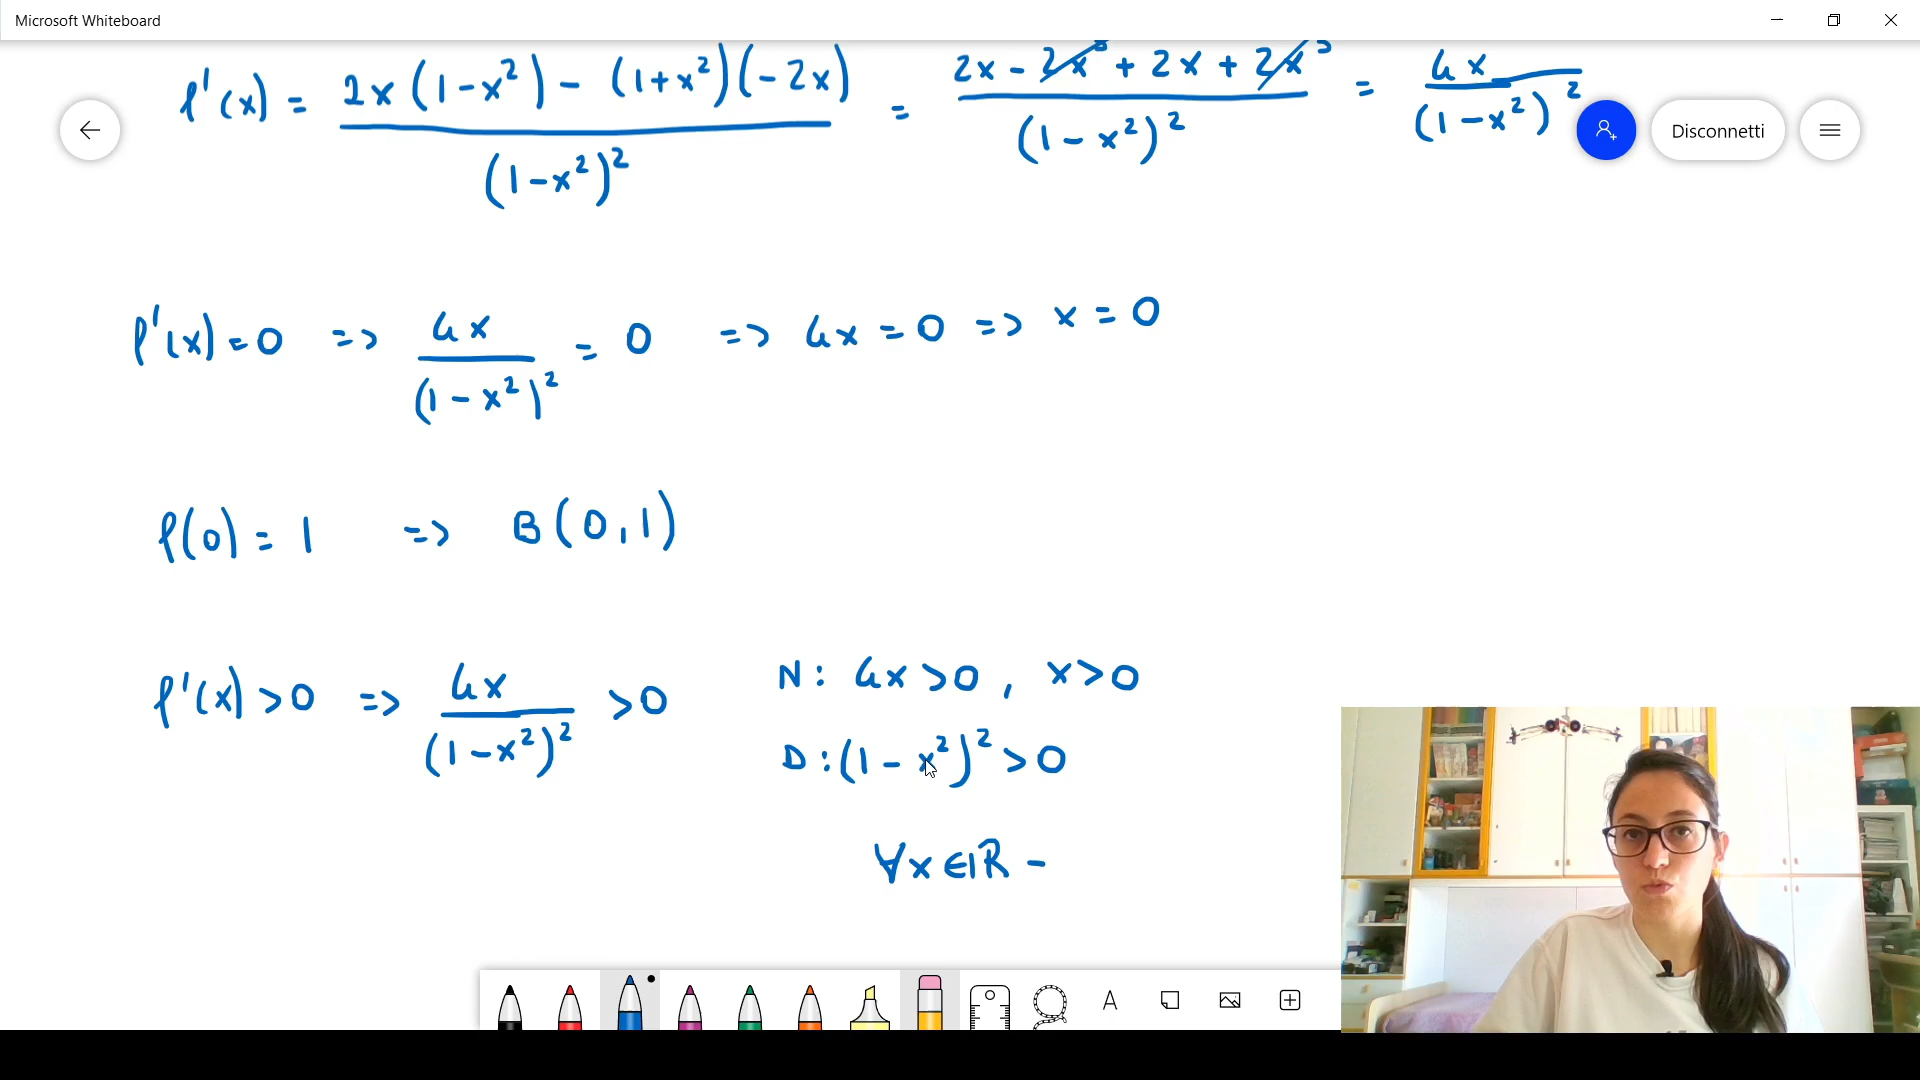 Microsoft Whiteboard
f'(x) = 2x(1-x²) - (1+x²)(-2x) / (1-x²)² = 2x - 2x³ + 2x + 2x³ / (1-x²)² = 4x / (1-x²)²
Disconnetti
f'(x) = 0 => 4x / (1-x²)² = 0 => 4x = 0 => x = 0
f(0) = 1 => B(0,1)
f'(x) > 0 => 4x / (1-x²)² > 0
N: 4x > 0, x > 0
D: (1-x²)² > 0
∀x∈ℝ -